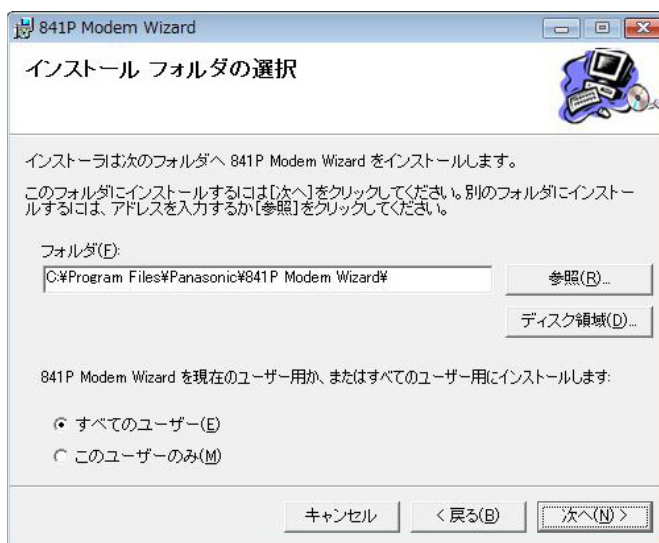 841P Modem Wizard
インストール フォルダの選択
インストーラは次のフォルダへ 841P Modem Wizard をインストールします。
このフォルダにインストールするには[次へ]をクリックしてください。別のフォルダにインストー
ルするには、アドレスを入力するか[参照]をクリックしてください。
フォルダ(F):
C:¥Program Files¥Panasonic¥841P Modem Wizard¥
参照(R)...
ディスク領域(D)...
841P Modem Wizard を現在のユーザー用か、またはすべてのユーザー用にインストールします:
すべてのユーザー(E)
このユーザーのみ(M)
キャンセル
< 戻る(B)
次へ(N) >